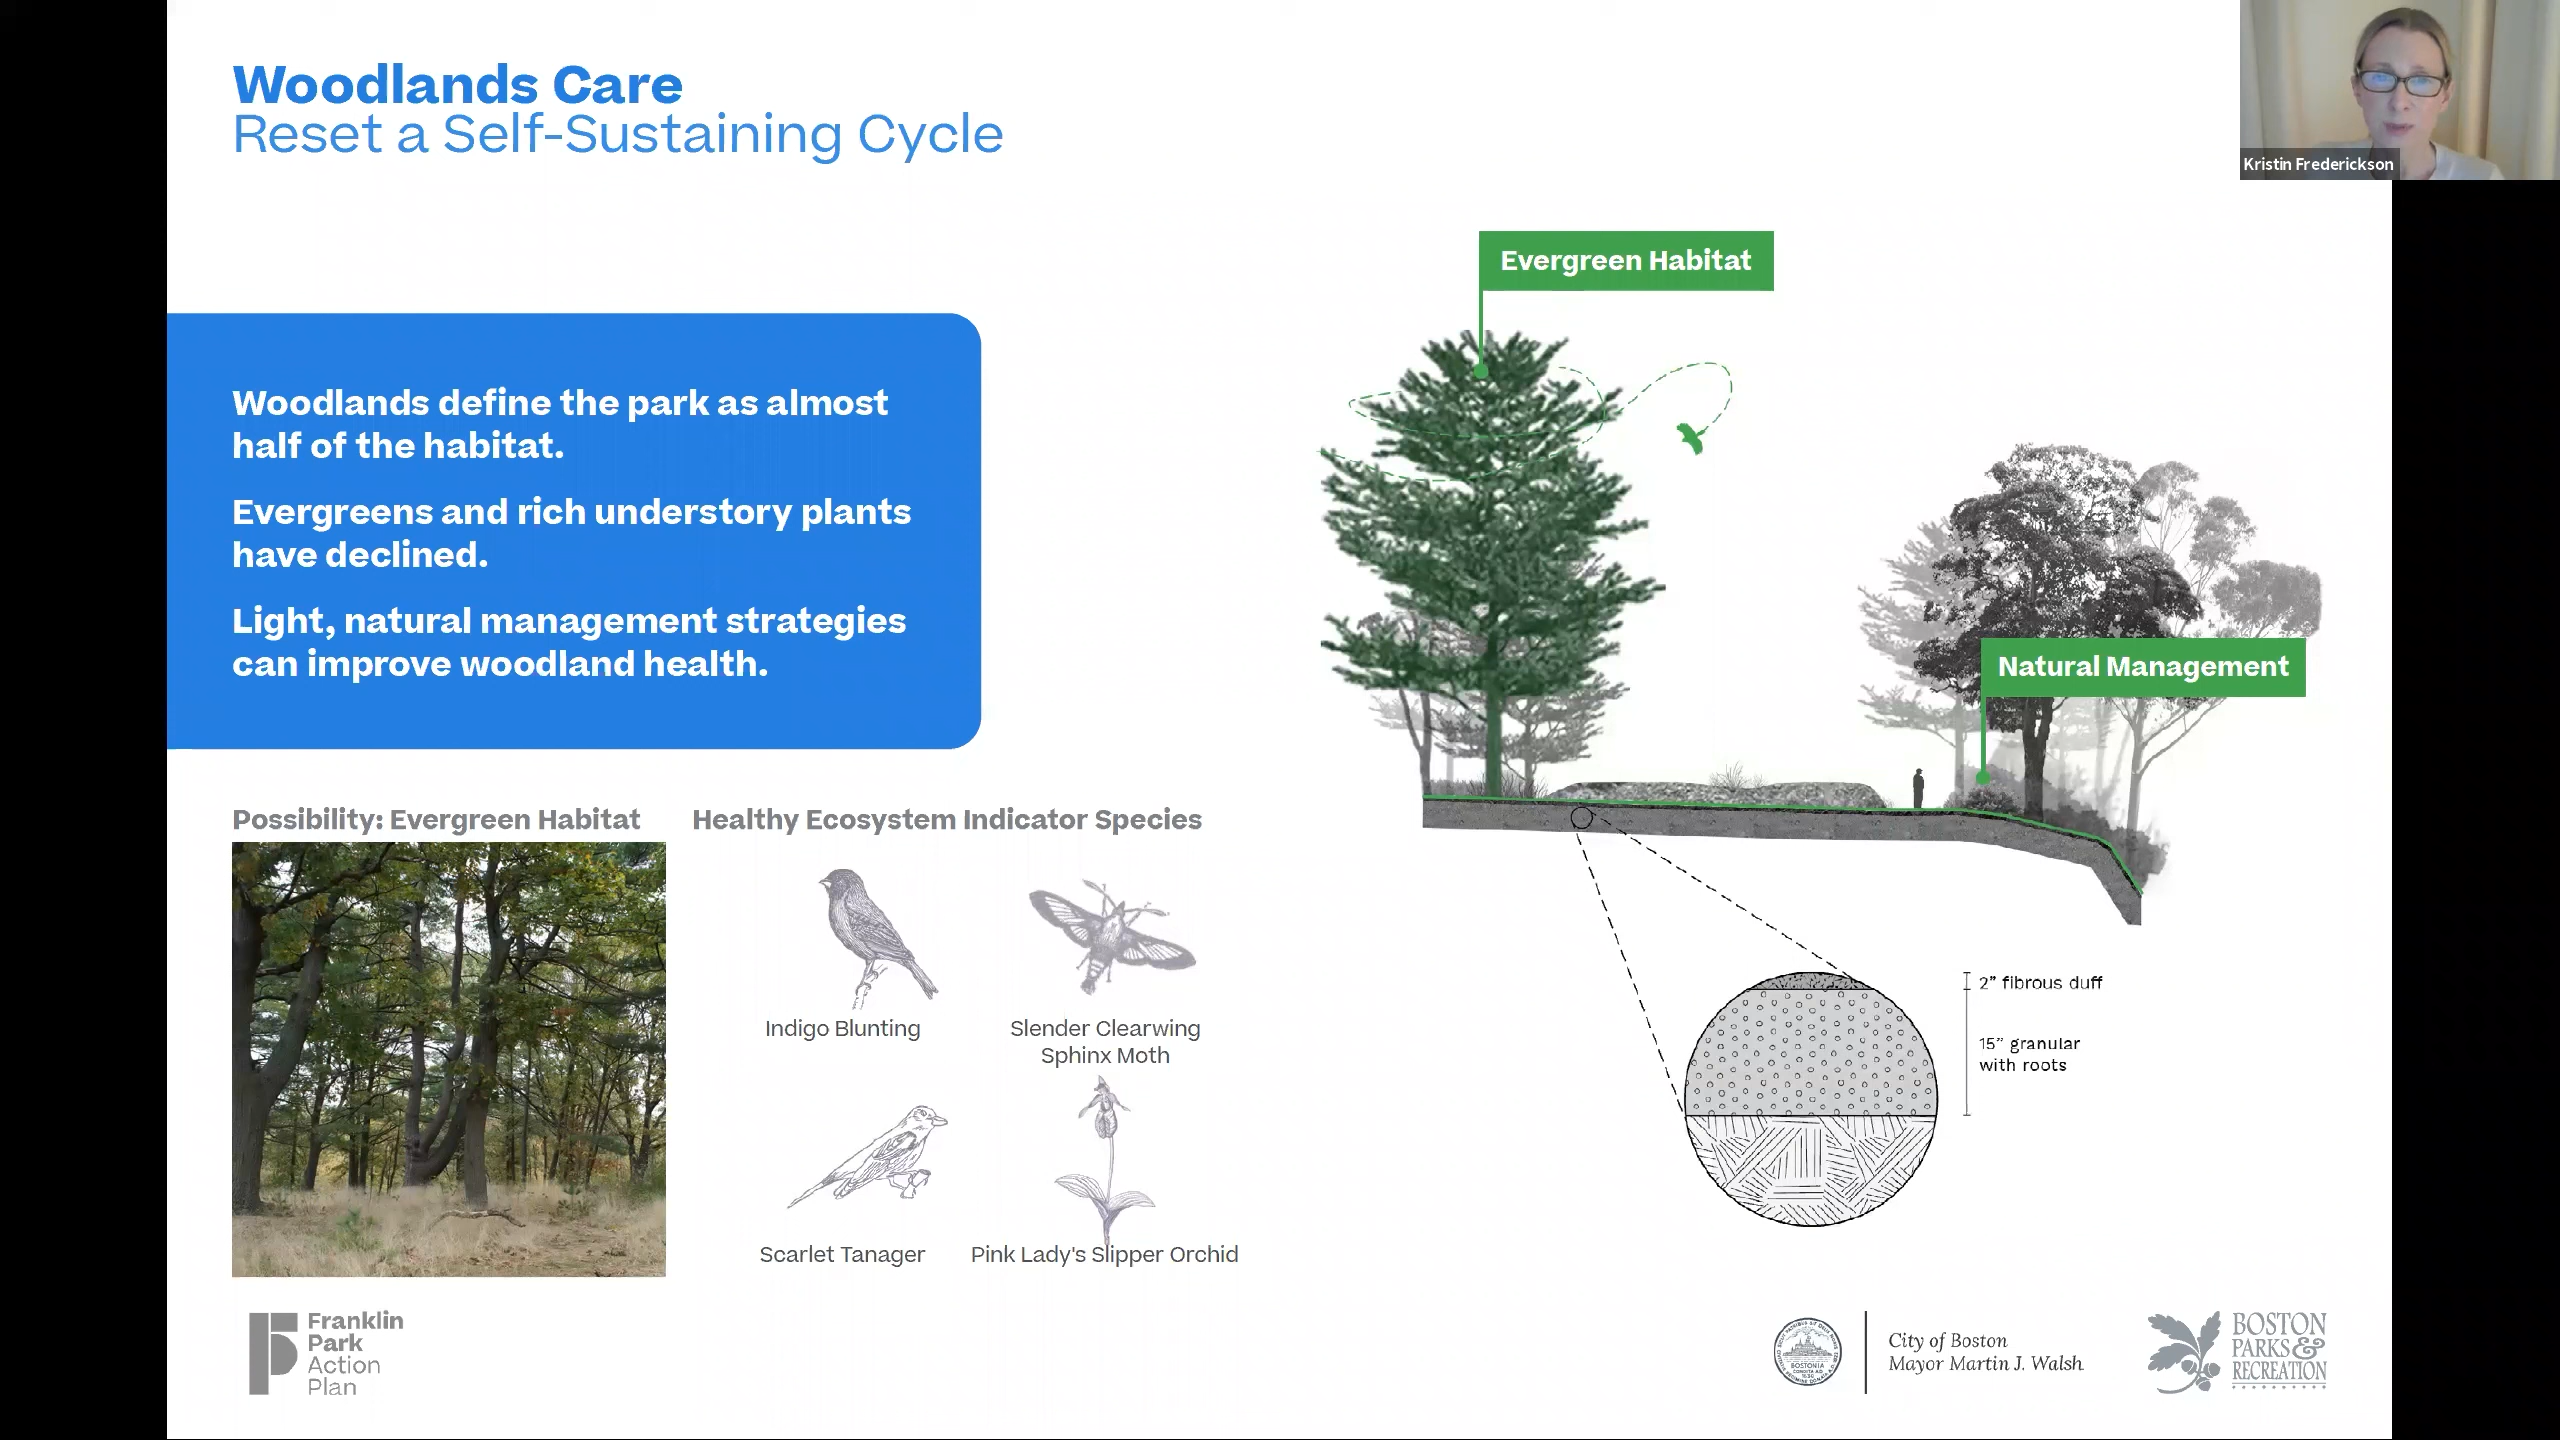 Woodlands Care
Reset a Self-Sustaining Cycle
Kristin Frederickson
Evergreen Habitat
Woodlands define the park as almost
half of the habitat.
Evergreens and rich understory plants
have declined.
Light, natural management strategies
can improve woodland health.
Natural Management
Possibility: Evergreen Habitat
Healthy Ecosystem Indicator Species
Indigo Blunting
Slender Clearwing
Sphinx Moth
Scarlet Tanager
Pink Lady's Slipper Orchid
2” fibrous duff
15” granular
with roots
Franklin
Park
Action
Plan
City of Boston
Mayor Martin J. Walsh
BOSTON
PARKS &
RECREATION